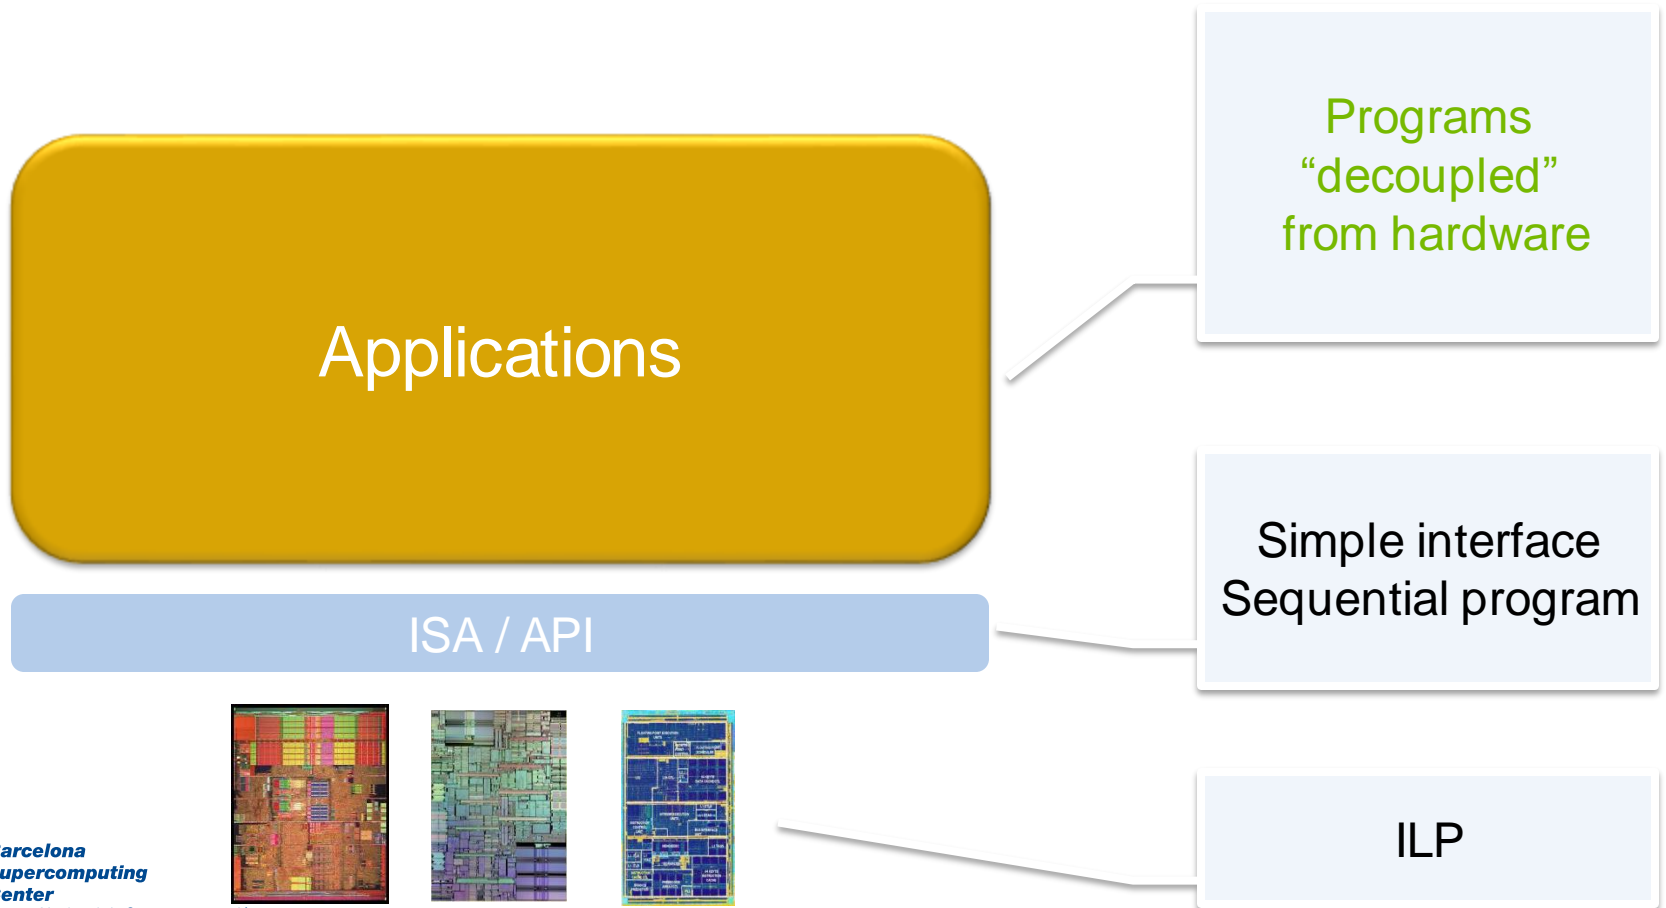 Programs
“decoupled”
from hardware
Applications
Simple interface
Sequential program
ISA / API
ILP
arcelona
upercomputing
enter